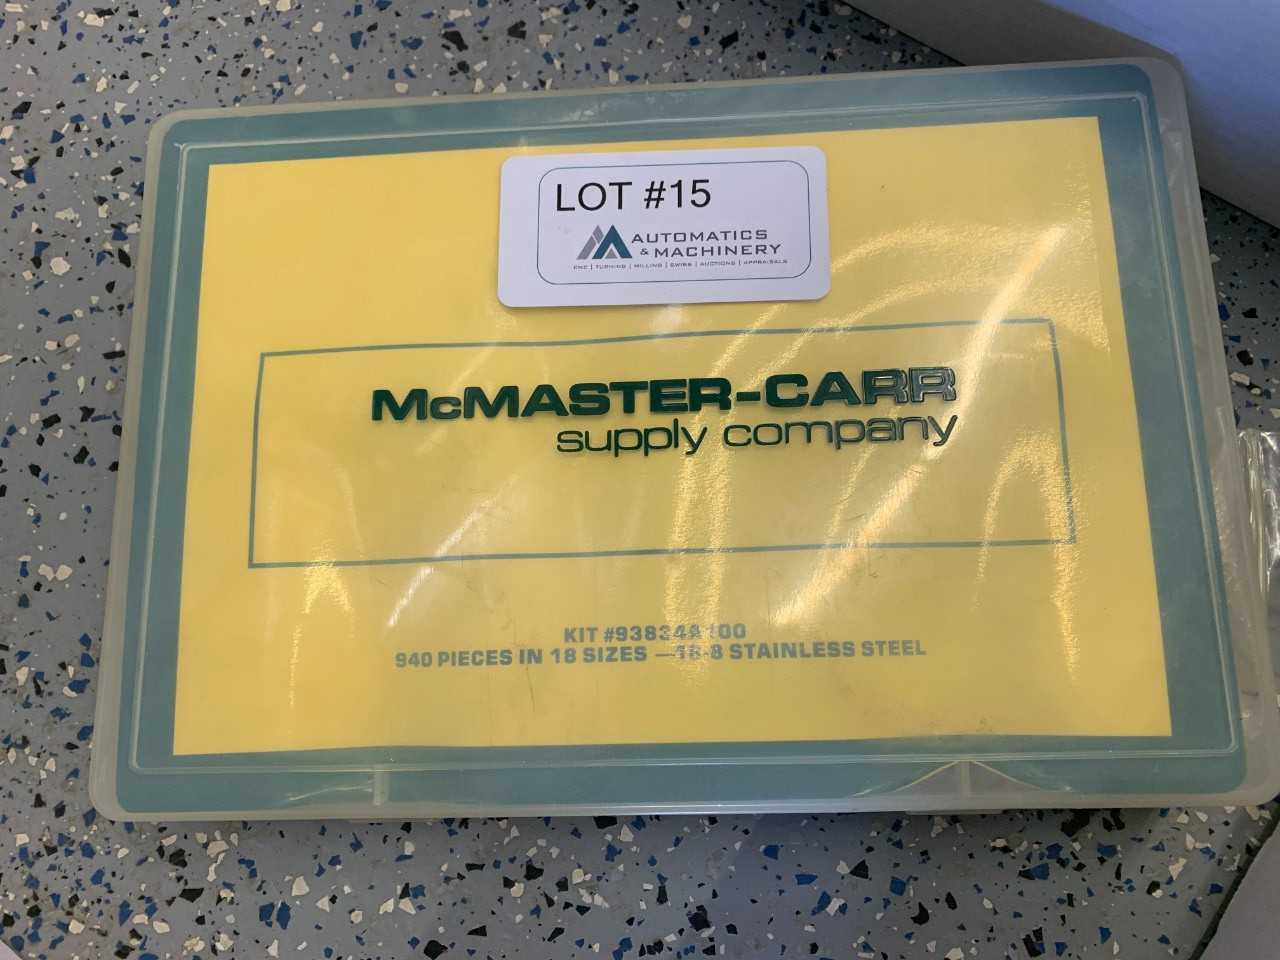 LOT #15
AUTOMATICS
& MACHINERY
CNC | TURNING | MILLING | SWISS | AUCTIONS | APPRAISALS
McMASTER-CARR
supply company
KIT #93834A100
940 PIECES IN 18 SIZES —18-8 STAINLESS STEEL